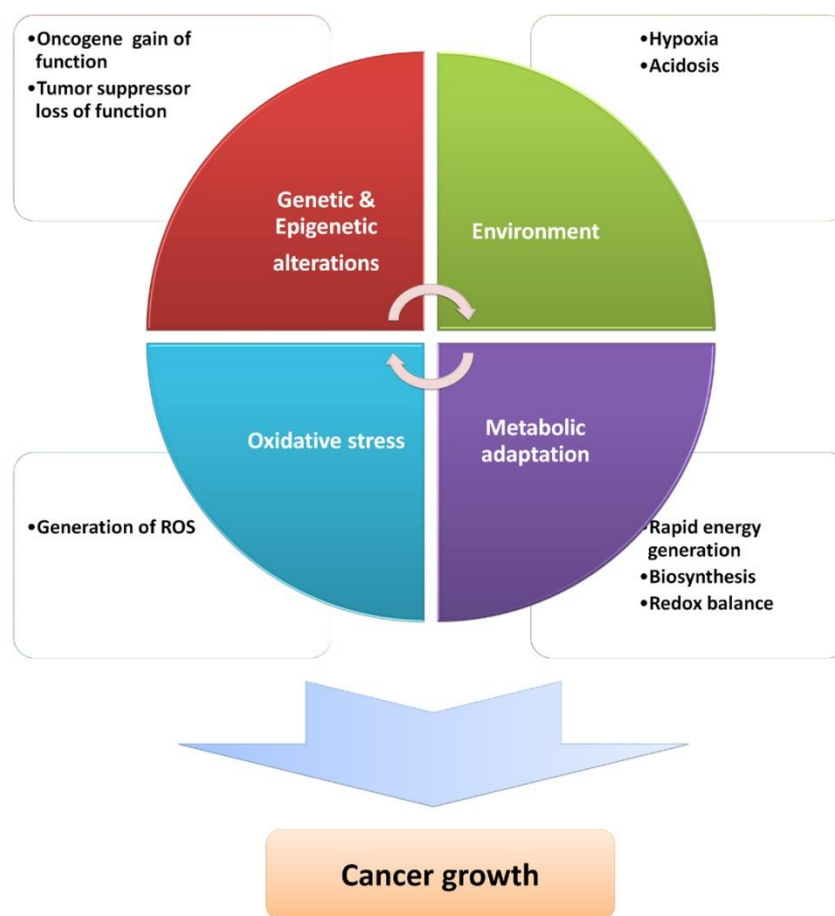 •Oncogene gain of
function
•Tumor suppressor
loss of function
•Hypoxia
•Acidosis
Genetic &
Epigenetic
alterations
Environment
Oxidative stress
Metabolic
adaptation
•Generation of ROS
•Rapid energy
generation
•Biosynthesis
•Redox balance
Cancer growth